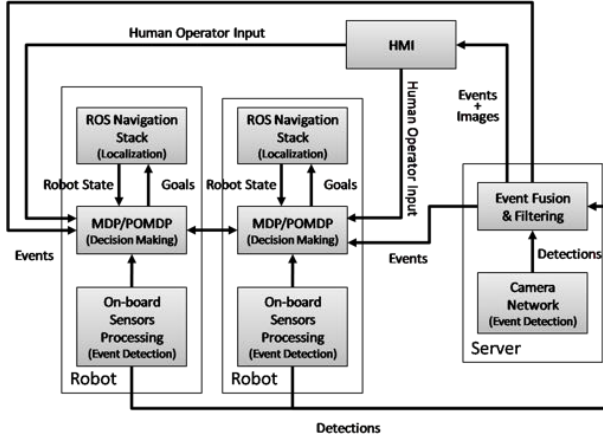 Human Operator Input
HMI
Human Operator Input
Events
+
Images
ROS Navigation
Stack
(Localization)
Robot State
Goals
MDP/POMDP
(Decision Making)
Events
On-board
Sensors
Processing
(Event Detection)
Robot
ROS Navigation
Stack
(Localization)
Robot State
Goals
MDP/POMDP
(Decision Making)
Events
On-board
Sensors
Processing
(Event Detection)
Robot
Event Fusion
& Filtering
Detections
Camera
Network
(Event Detection)
Server
Detections